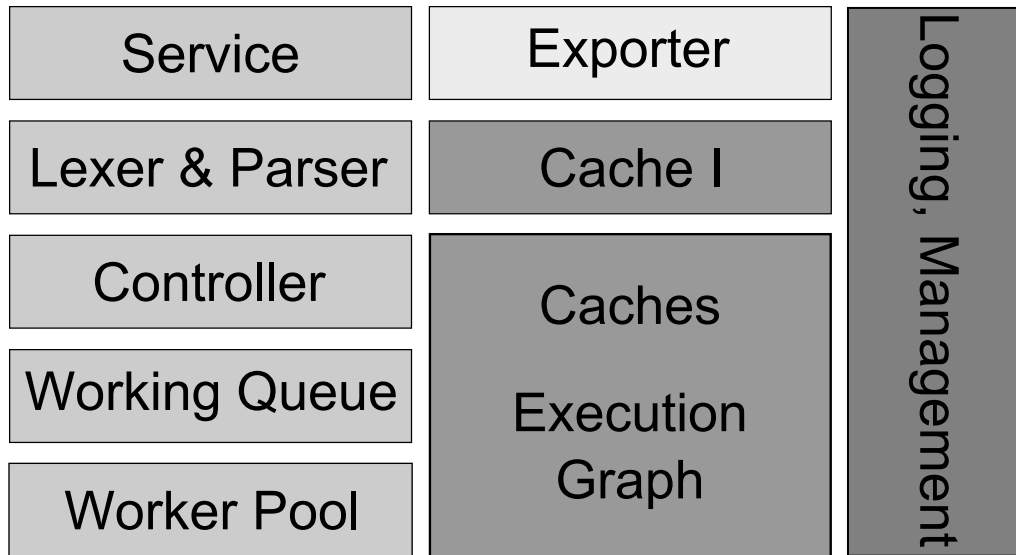 Service
Exporter
Lexer & Parser
Cache I
Controller
Caches
Working Queue
Execution
Graph
Worker Pool
Logging, Management